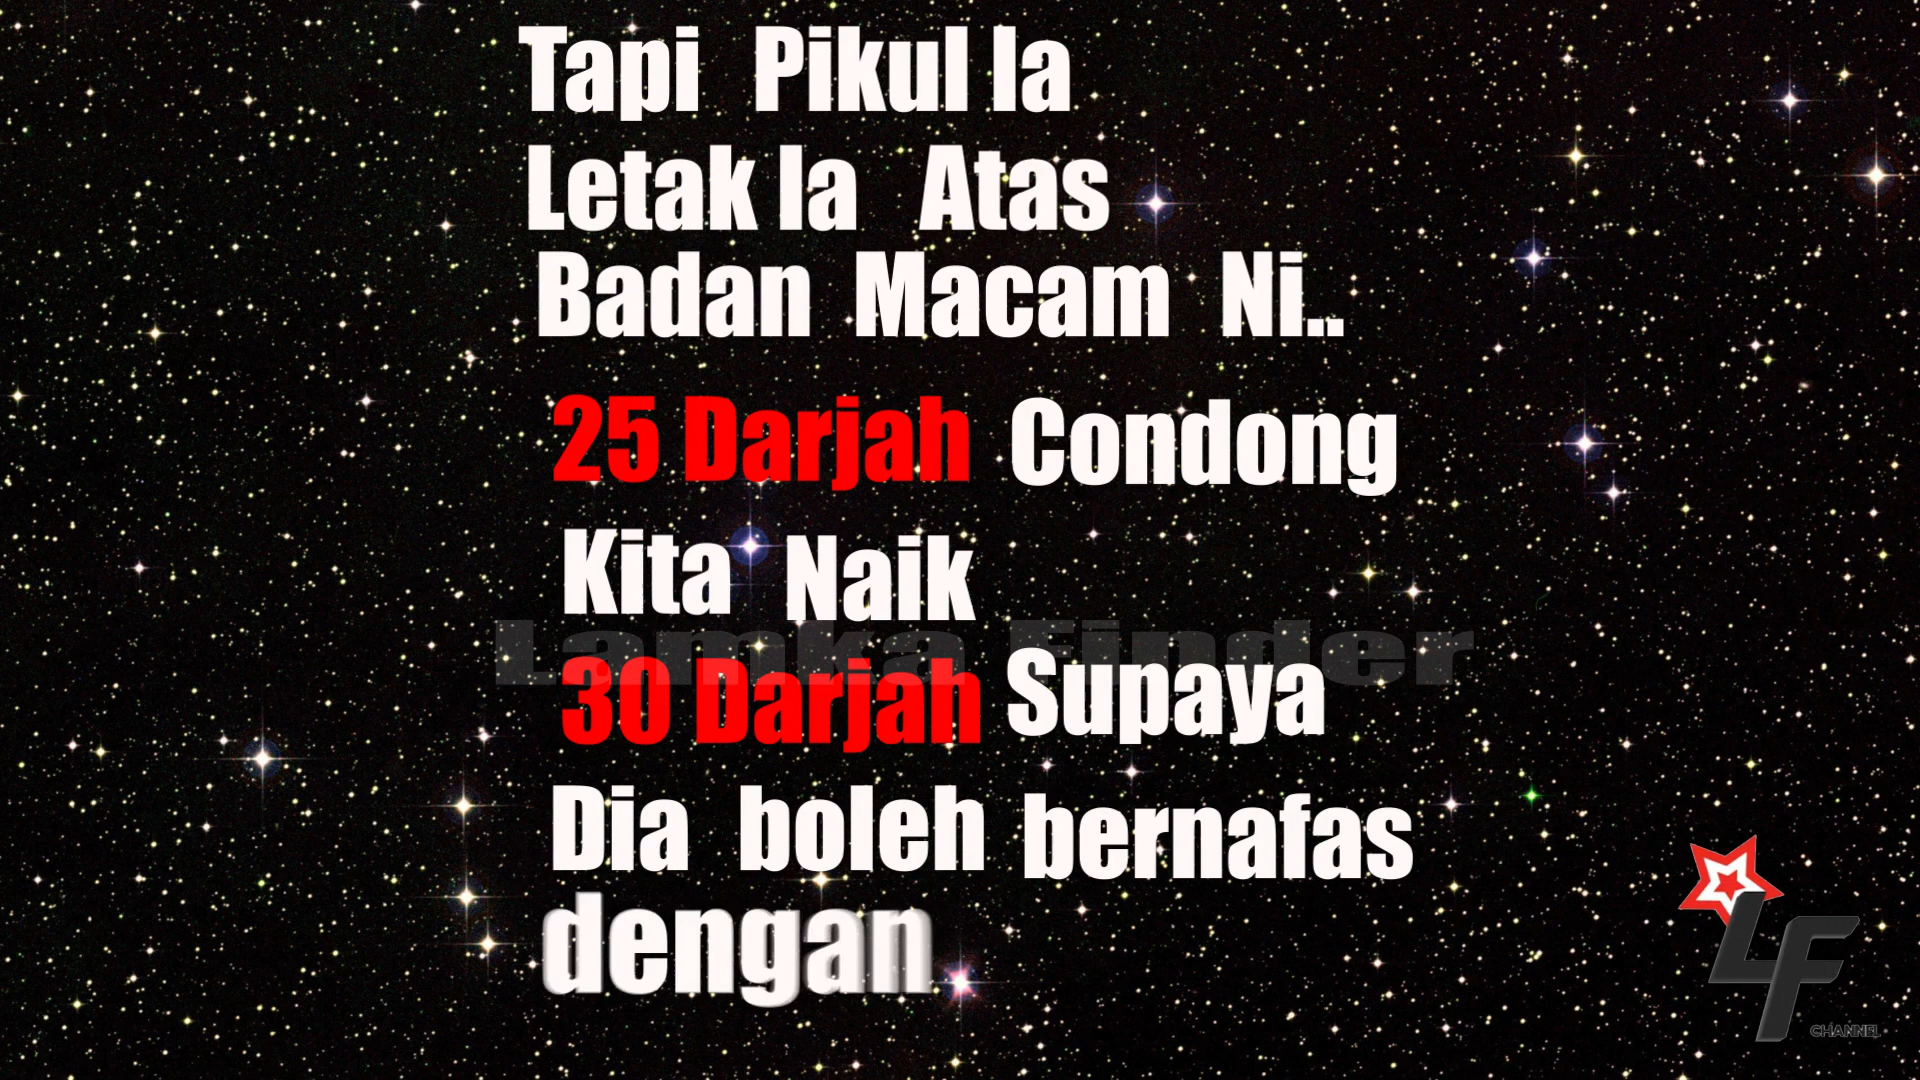 Tapi Pikul la
Letak la Atas
Badan Macam Ni..
25 Darjah Condong
Kita Naik
Lamka Finder
30 Darjah Supaya
Dia boleh bernafas
dengan
LF
CHANNEL